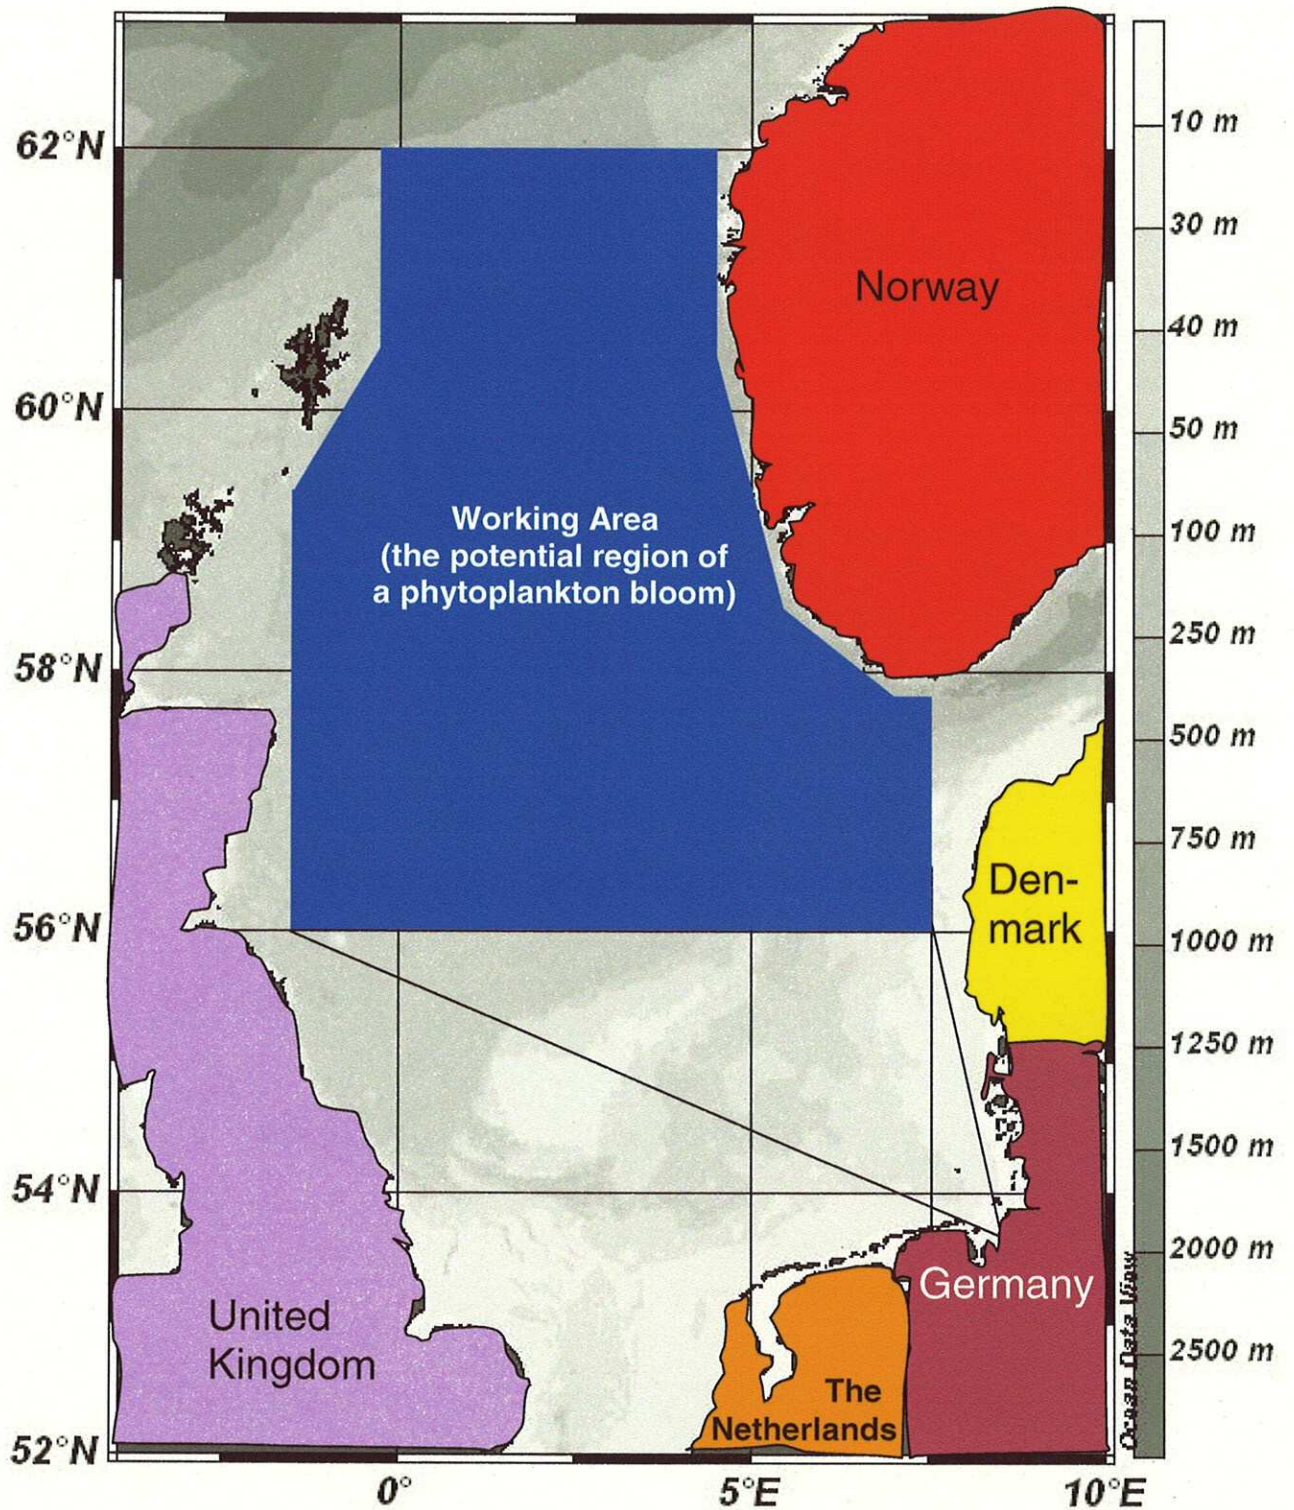 62°N
60°N
58°N
56°N
54°N
52°N
0°
5°E
10°E
Norway
Working Area
(the potential region of
a phytoplankton bloom)
Den-
mark
United
Kingdom
Germany
The
Netherlands
10 m
30 m
40 m
50 m
100 m
250 m
500 m
750 m
1000 m
1250 m
1500 m
2000 m
2500 m
Ocean Data View